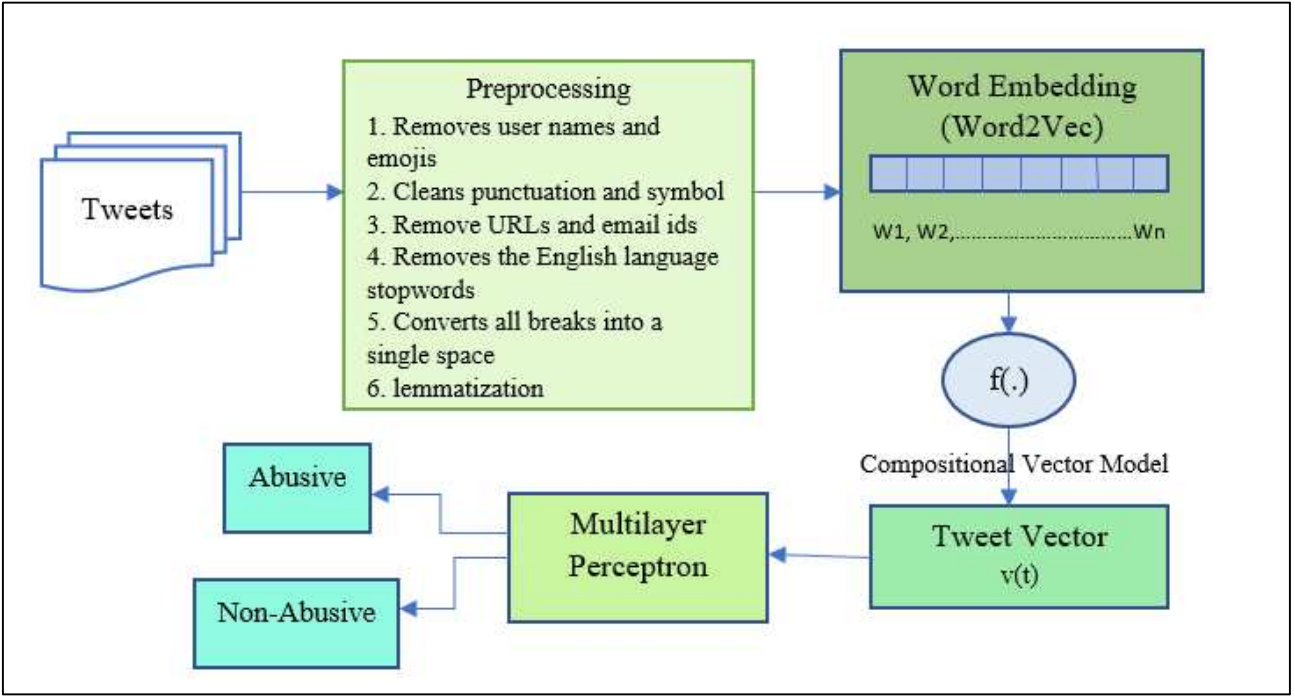 Tweets
Preprocessing
1. Removes user names and
emojis
2. Cleans punctuation and symbol
3. Remove URLs and email ids
4. Removes the English language
stopwords
5. Converts all breaks into a
single space
6. lemmatization
Word Embedding
(Word2Vec)
W1, W2,................................Wn
f(.)
Compositional Vector Model
Tweet Vector
v(t)
Multilayer
Perceptron
Abusive
Non-Abusive